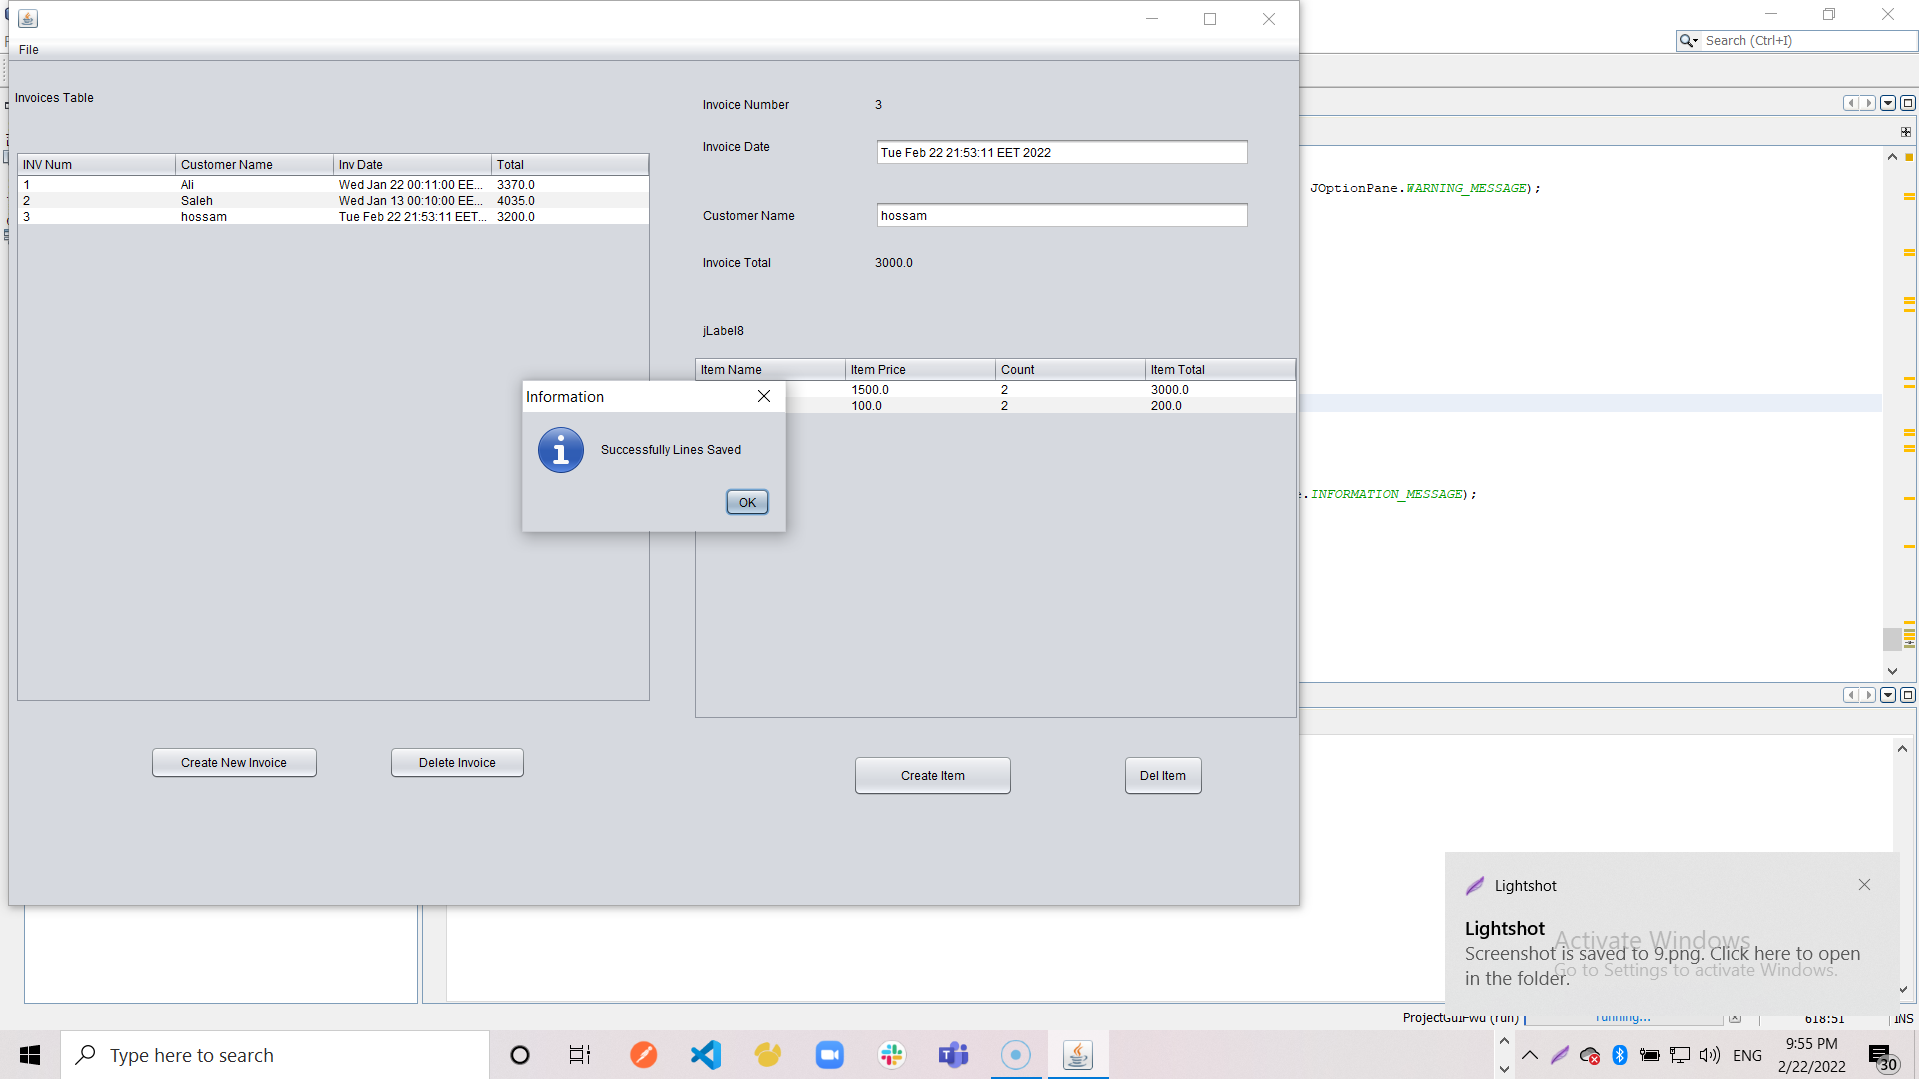 File
Search (Ctrl+I)
Invoices Table
INV Num Customer Name Inv Date Total
1 Ali Wed Jan 22 00:11:00 EE... 3370.0
2 Saleh Wed Jan 13 00:10:00 EE... 4035.0
3 hossam Tue Feb 22 21:53:11 EET... 3200.0
Invoice Number 3
Invoice Date Tue Feb 22 21:53:11 EET 2022
Customer Name hossam
Invoice Total 3000.0
jLabel8
Item Name Item Price Count Item Total
1500.0 2 3000.0
100.0 2 200.0
Information
Successfully Lines Saved
OK
JOptionPane.WARNING_MESSAGE);
.INFORMATION_MESSAGE);
Create New Invoice
Delete Invoice
Create Item
Del Item
Lightshot
Lightshot
Screenshot is saved to 9.png. Click here to open
in the folder.
Activate Windows
Go to Settings to activate Windows.
ProjectGuiFwd (run)
running...
618:51
INS
Type here to search
ENG
9:55 PM
2/22/2022
30